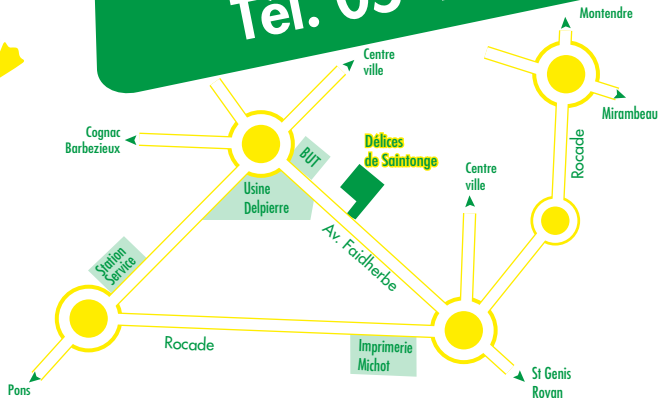 Tél. 05
Montendre
Centre
ville
Mirambeau
Cognac
Barbezieux
BUT
Délices
de Saintonge
Rocade
Centre
ville
Usine
Delpierre
Av. Faidherbe
Station
Service
Rocade
Imprimerie
Michot
St Genis
Royan
Pons